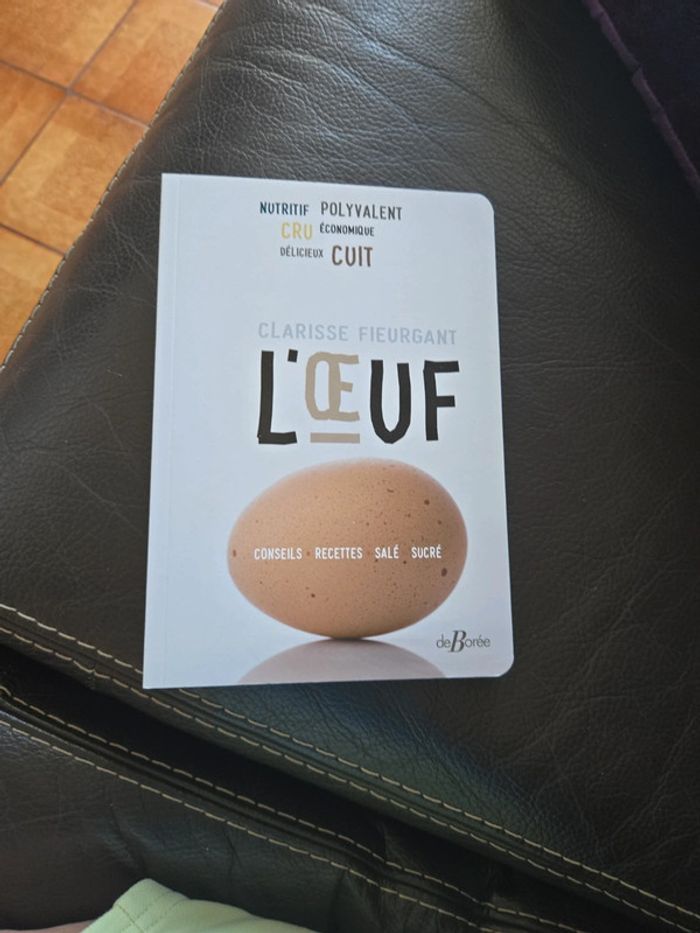 NUTRITIF POLYVALENT
CRU ÉCONOMIQUE
DÉLICIEUX CUIT
CLARISSE FIEURGANT
L'ŒUF
CONSEILS • RECETTES SALÉ SUCRÉ
deBorée